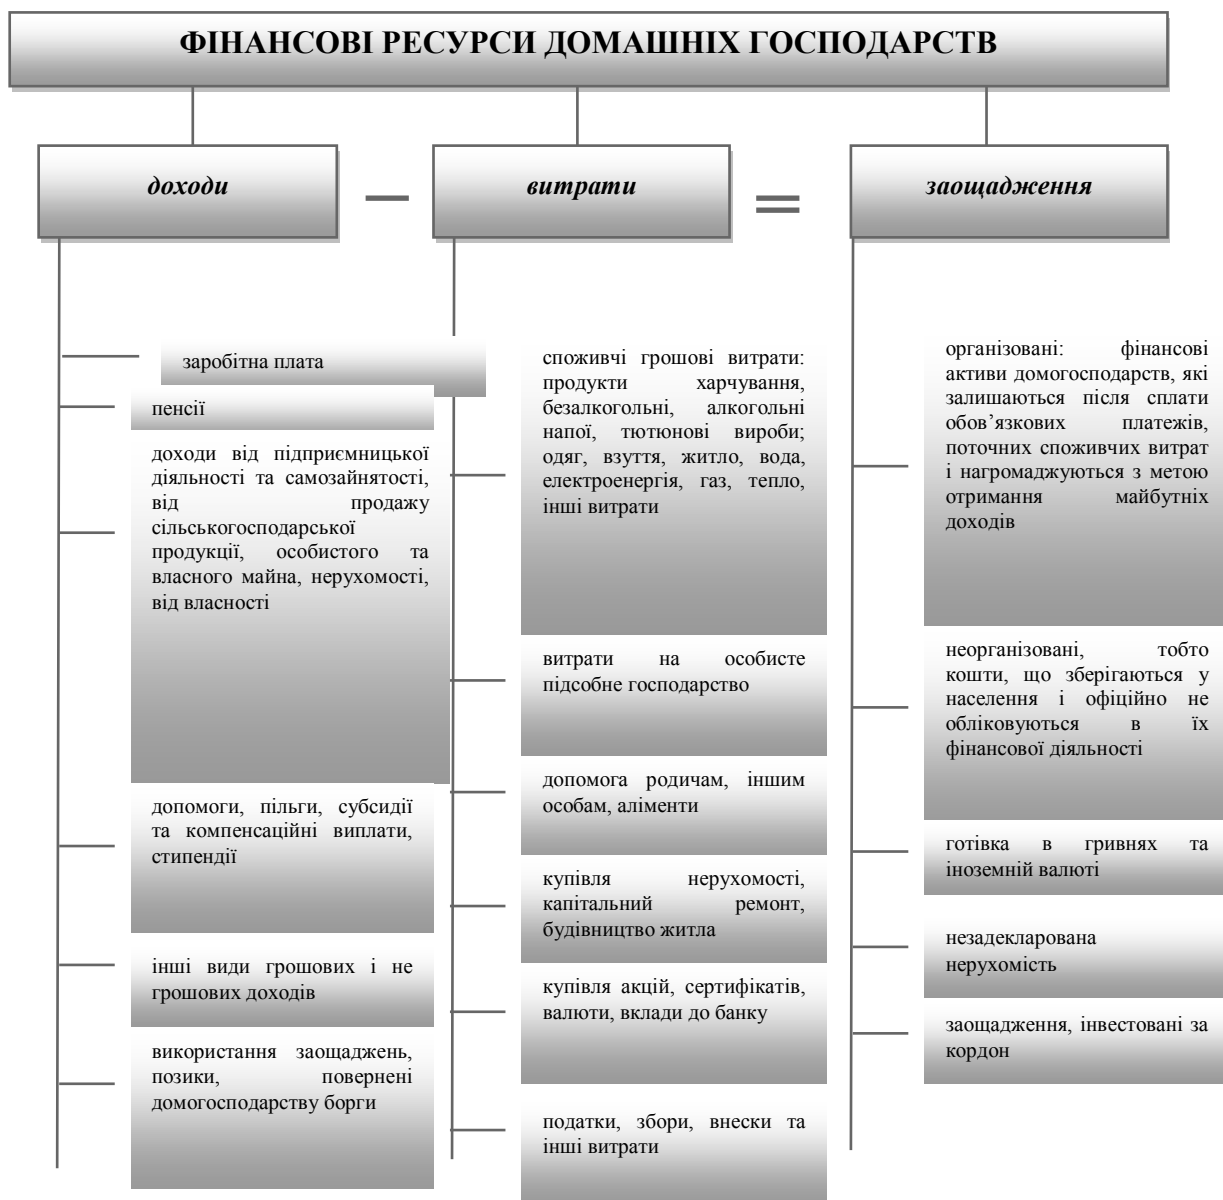 ФІНАНСОВІ РЕСУРСИ ДОМАШНІХ ГОСПОДАРСТВ
доходи
витрати
заощадження
заробітна плата
пенсії
доходи від підприємницької
діяльності та самозайнятості,
від продажу
сільськогосподарської
продукції, особистого та
власного майна, нерухомості,
від власності
допомоги, пільги, субсидії
та компенсаційні виплати,
стипендії
інші види грошових і не
грошових доходів
використання заощаджень,
позики, повернені
домогосподарству борги
споживчі грошові витрати:
продукти харчування,
безалкогольні, алкогольні
напої, тютюнові вироби;
одяг, взуття, житло, вода,
електроенергія, газ, тепло,
інші витрати
витрати на особисте
підсобне господарство
допомога родичам, іншим
особам, аліменти
купівля нерухомості,
капітальний ремонт,
будівництво житла
купівля акцій, сертифікатів,
валюти, вклади до банку
податки, збори, внески та
інші витрати
організовані: фінансові
активи домогосподарств, які
залишаються після сплати
обов’язкових платежів,
поточних споживчих витрат
і нагромаджуються з метою
отримання майбутніх
доходів
неорганізовані, тобто
кошти, що зберігаються у
населення і офіційно не
обліковуються в їх
фінансової діяльності
готівка в гривнях та
іноземній валюті
незадекларована
нерухомість
заощадження, інвестовані за
кордон